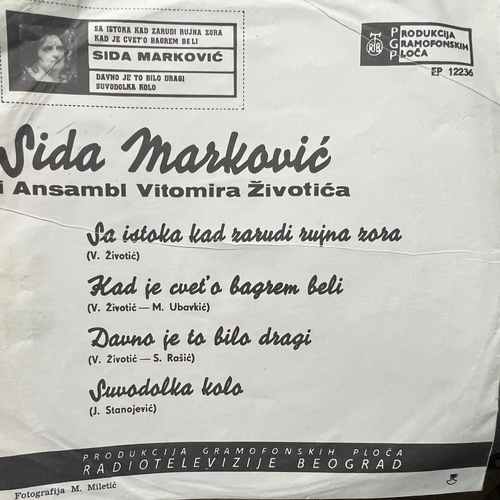 SA ISTOKA KAD ZARUDI RUJNA ZORA
KAD JE CVET'O BAGREM BELI
SIDA MARKOVIĆ
DAVNO JE TO BILO DRAGI
SUVODOLKA KOLO
RTB
PRODUKCIJA
GRAMOFONSKIH
PLOČA
EP 12236
Sida Marković
i Ansambl Vitomira Životića
Sa istoka kad zarudi rujna zora
(V. Životić)
Kad je cvet'o bagrem beli
(V. Životić — M. Ubavkić)
Davno je to bilo dragi
(V. Životić — S. Rašić)
Suvodolka kolo
(J. Stanojević)
PRODUKCIJA GRAMOFONSKIH PLOČA
RADIOTELEVIZIJE BEOGRAD
Fotografija M. Miletić